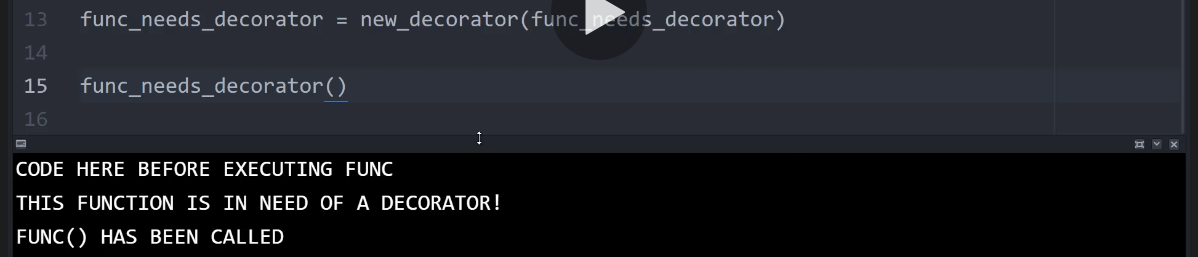 13 func_needs_decorator = new_decorator(func_needs_decorator)
14
15 func_needs_decorator()
16
CODE HERE BEFORE EXECUTING FUNC
THIS FUNCTION IS IN NEED OF A DECORATOR!
FUNC() HAS BEEN CALLED